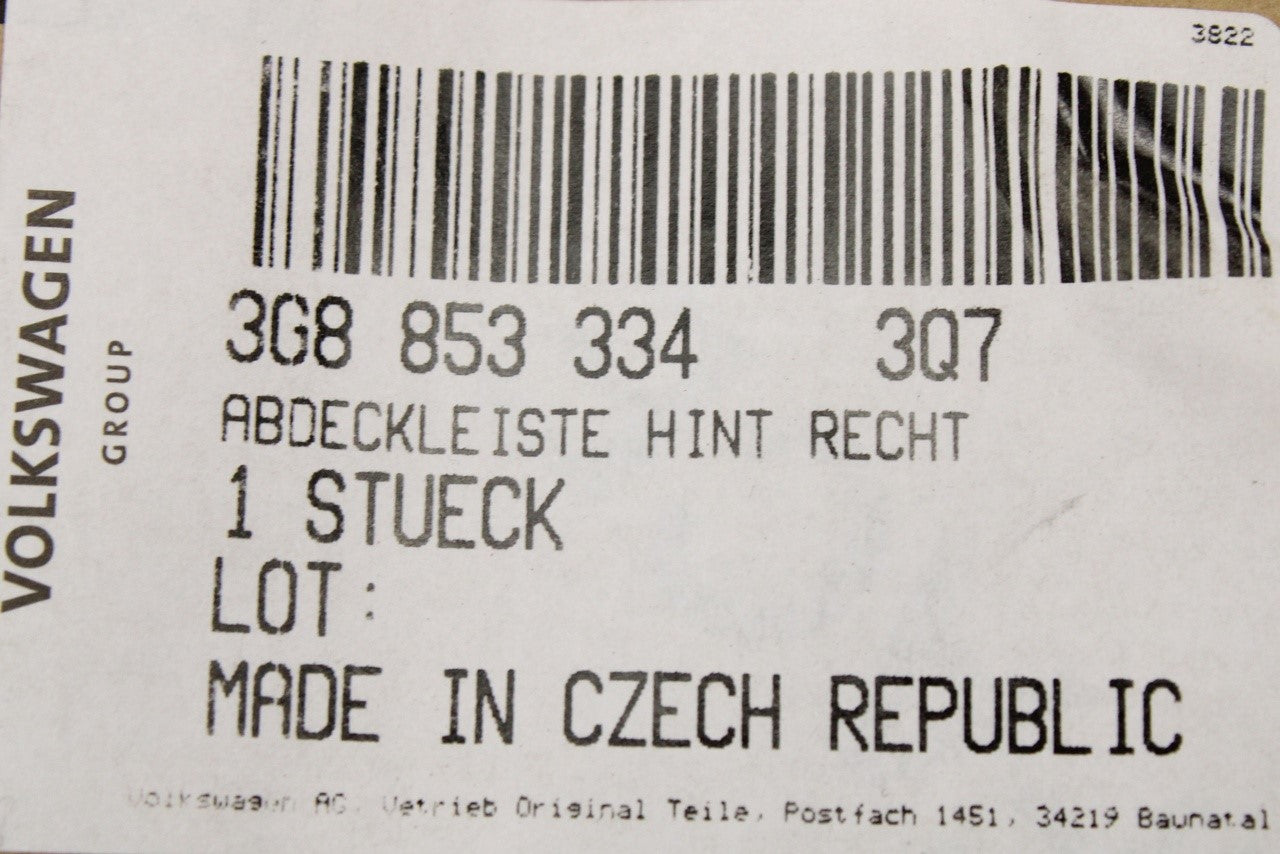 3822
VOLKSWAGEN
GROUP
3G8 853 334 3Q7
ABDECKLEISTE HINT RECHT
1 STUECK
LOT:
MADE IN CZECH REPUBLIC
Volkswagen AG, Vetrieb Original Teile, Postfach 1451, 34219 Baunatal